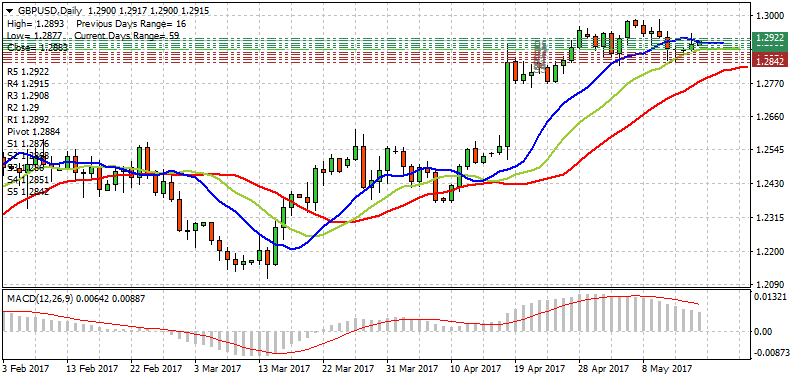 GBPUSD,Daily 1.2900 1.2917 1.2900 1.2915
High= 1.2893 Previous Days Range= 16
Low= 1.2877 Current Days Range= 59
Close= 1.2883
R5 1.2922
R4 1.2915
R3 1.2908
R2 1.29
R1 1.2892
Pivot 1.2884
S1 1.2876
S2
S3
S4 1.2851
S5 1.2842
1.3000
1.2922
1.2842
1.2770
1.2660
1.2545
1.2430
1.2315
1.2200
1.2090
MACD(12,26,9) 0.00642 0.00887
0.01321
0.00
-0.00873
3 Feb 2017 13 Feb 2017 22 Feb 2017 3 Mar 2017 13 Mar 2017 22 Mar 2017 31 Mar 2017 10 Apr 2017 19 Apr 2017 28 Apr 2017 8 May 2017